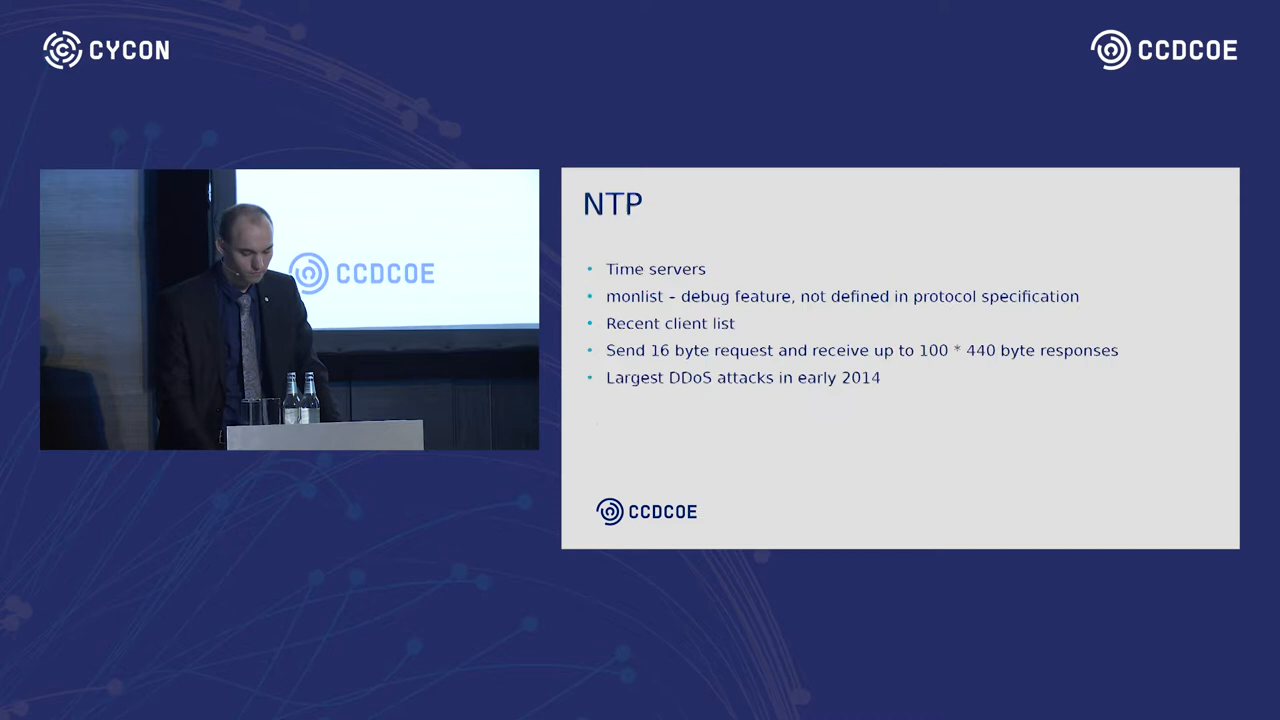 CYCON
CCDCOE
CCDCOE
NTP
• Time servers
• monlist – debug feature, not defined in protocol specification
• Recent client list
• Send 16 byte request and receive up to 100 * 440 byte responses
• Largest DDoS attacks in early 2014
CCDCOE